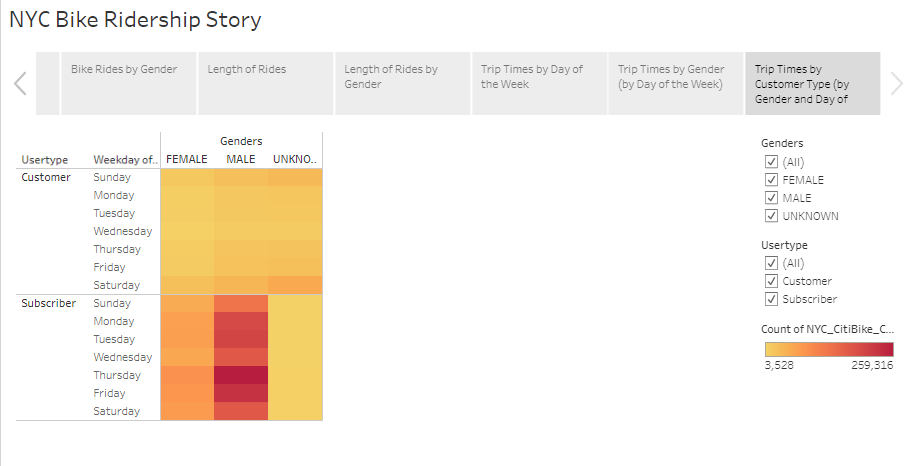 NYC Bike Ridership Story
Bike Rides by Gender
Length of Rides
Length of Rides by
Gender
Trip Times by Day of
the Week
Trip Times by Gender
(by Day of the Week)
Trip Times by
Customer Type (by
Gender and Day of
Genders
Usertype Weekday of.. FEMALE MALE UNKNO..
Customer Sunday
Monday
Tuesday
Wednesday
Thursday
Friday
Saturday
Subscriber Sunday
Monday
Tuesday
Wednesday
Thursday
Friday
Saturday
Genders
(All)
FEMALE
MALE
UNKNOWN
Usertype
(All)
Customer
Subscriber
Count of NYC_CitiBike_C...
3,528 259,316